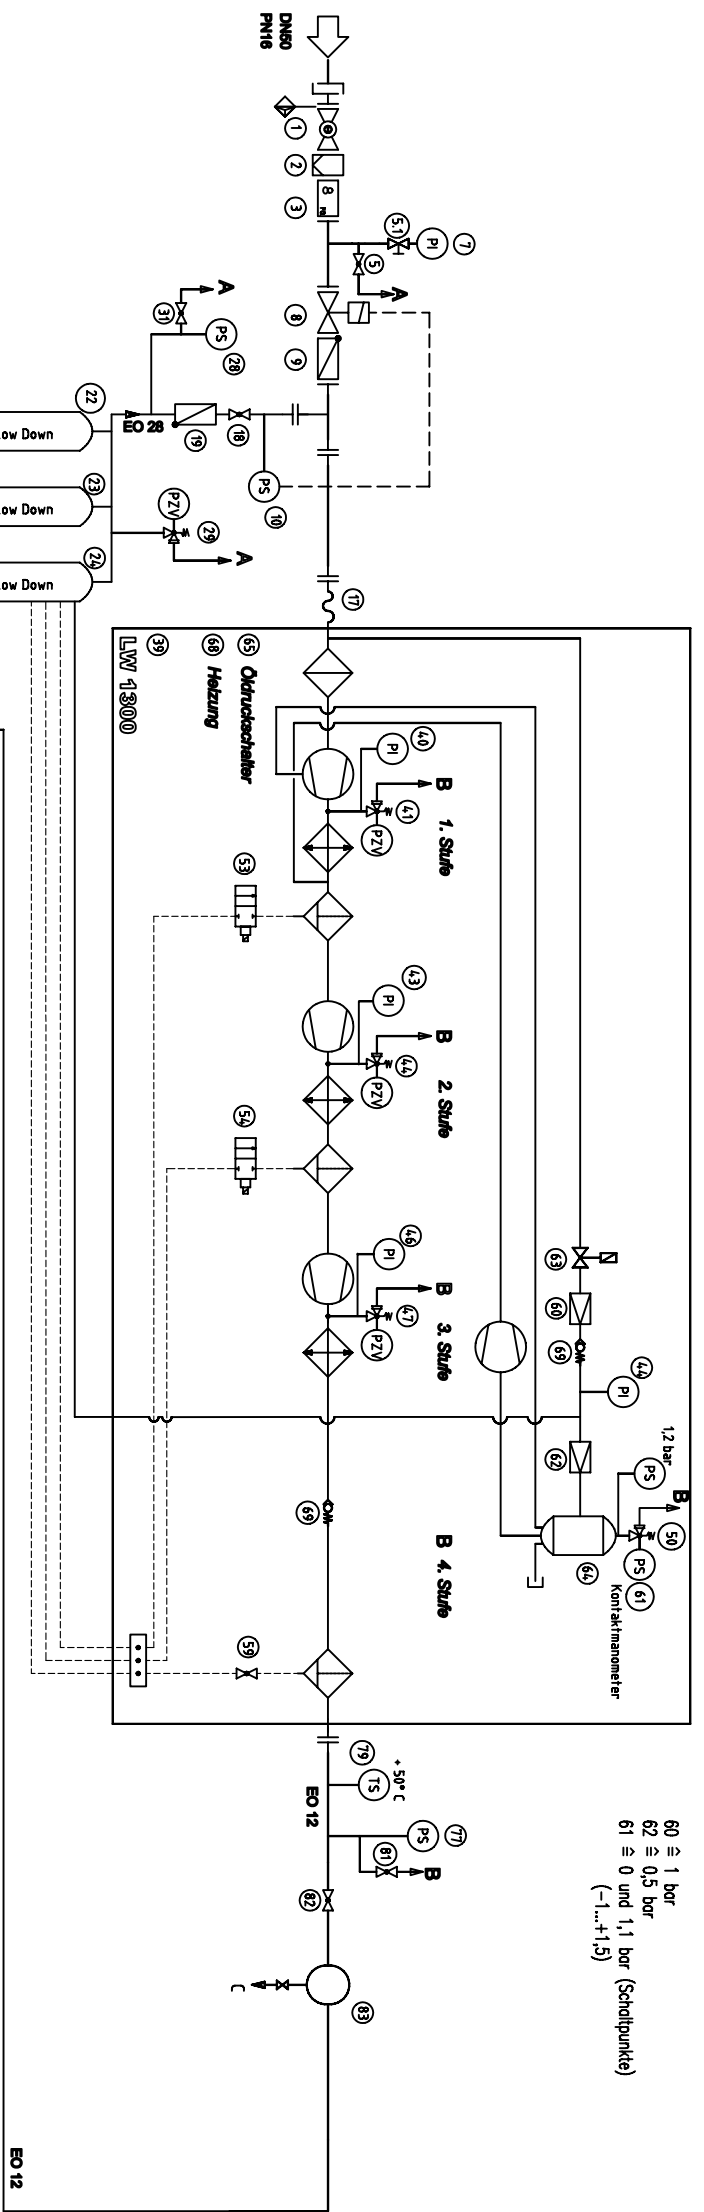 DN50
PN16
1
2
3
8
PN
5.1
7
PI
5
A
8
9
A
31
PS
28
22
EO 28
19
18
PS
10
ow Down
23
ow Down
PZV
29
A
24
ow Down
17
39
LW 1300
68 Heizung
65 Öldruckschalter
PI
40
B
41
PZV
1. Stufe
53
PI
43
B
44
PZV
2. Stufe
54
PI
46
B
47
PZV
3. Stufe
63
60
69
44
PI
62
1,2 bar
PS
B
50
PS
61
Kontaktmanometer
64
69
B 4. Stufe
59
79
+ 50° C
TS
EO 12
PS
77
81
B
82
83
C
60 ≙ 1 bar
62 ≙ 0,5 bar
61 ≙ 0 und 1,1 bar (Schaltpunkte)
(-1...+1,5)
EO 12